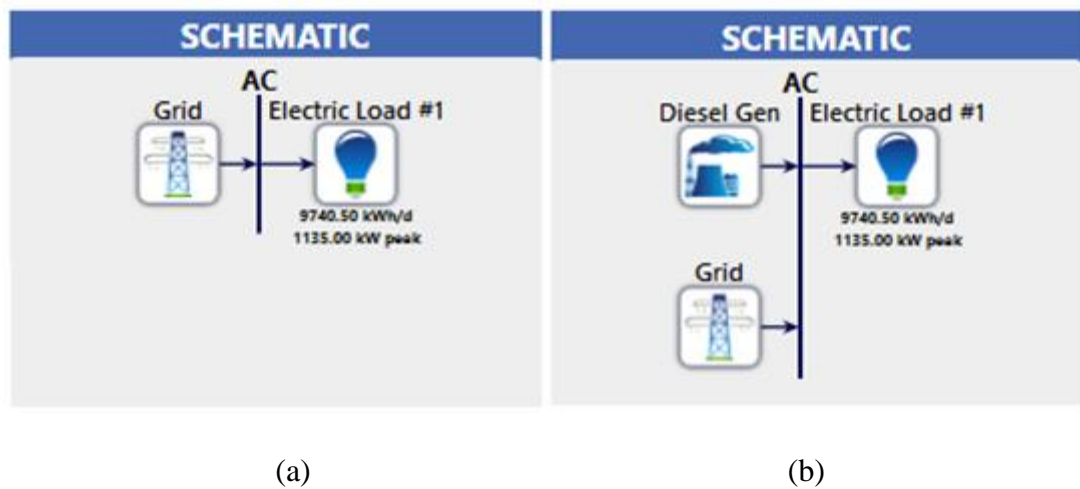 SCHEMATIC
AC
Grid
Electric Load #1
9740.50 kWh/d
1135.00 kW peak
(a)
SCHEMATIC
AC
Diesel Gen
Electric Load #1
9740.50 kWh/d
1135.00 kW peak
Grid
(b)